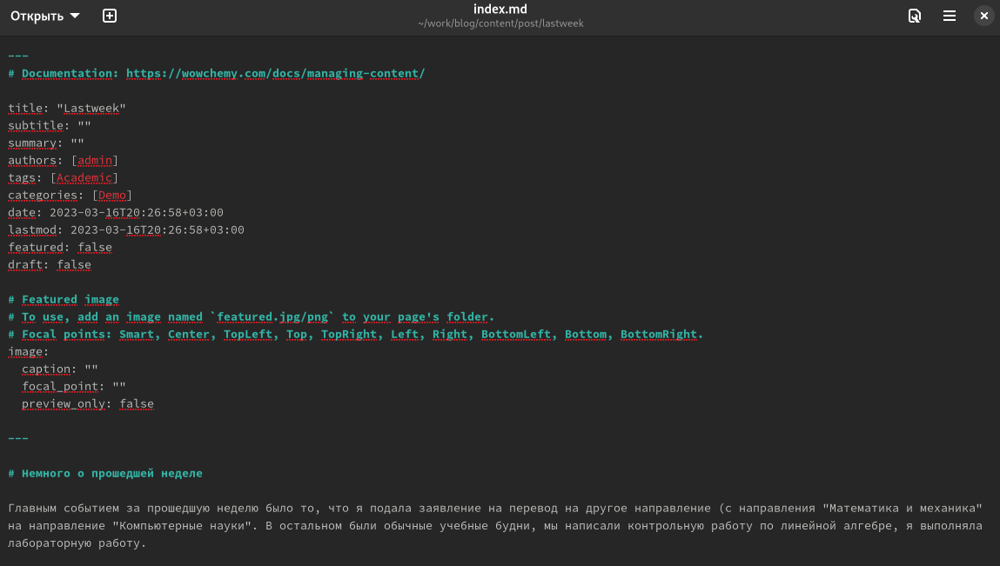 Открыть
index.md
~/work/blog/content/post/lastweek
---
# Documentation: https://wowchemy.com/docs/managing-content/
title: "Lastweek"
subtitle: ""
summary: ""
authors: [admin]
tags: [Academic]
categories: [Demo]
date: 2023-03-16T20:26:58+03:00
lastmod: 2023-03-16T20:26:58+03:00
featured: false
draft: false
# Featured image
# To use, add an image named `featured.jpg/png` to your page's folder.
# Focal points: Smart, Center, TopLeft, Top, TopRight, Left, Right, BottomLeft, Bottom, BottomRight.
image:
  caption: ""
  focal_point: ""
  preview_only: false
---
# Немного о прошедшей неделе
Главным событием за прошедшую неделю было то, что я подала заявление на перевод на другое направление (с направления "Математика и механика"
на направление "Компьютерные науки". В остальном были обычные учебные будни, мы написали контрольную работу по линейной алгебре, я выполняла
лабораторную работу.